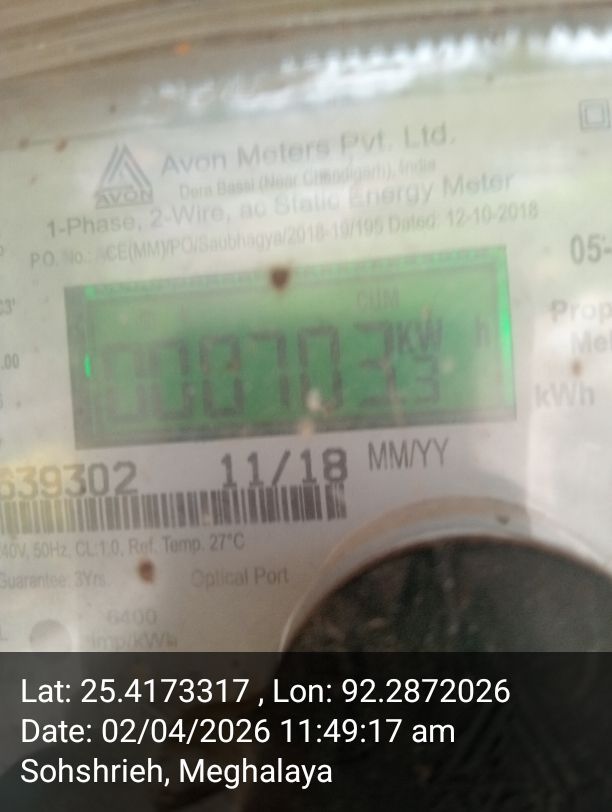 Avon Meters Pvt. Ltd.
AVON
Dera Bassi (Near Chandigarh), India
1-Phase, 2-Wire, ac Static Energy Meter
P.O. No.: ACE(MM)/PO/Saubhagya/2018-19/195 Dated: 12-10-2018
05-
CUM
KW h
kWh
639302 11/18 MM/YY
240V, 50Hz, CL:1.0, Ref. Temp. 27°C
Guarantee: 3Yrs. Optical Port
6400
imp/kWh
Lat: 25.4173317 , Lon: 92.2872026
Date: 02/04/2026 11:49:17 am
Sohshrieh, Meghalaya